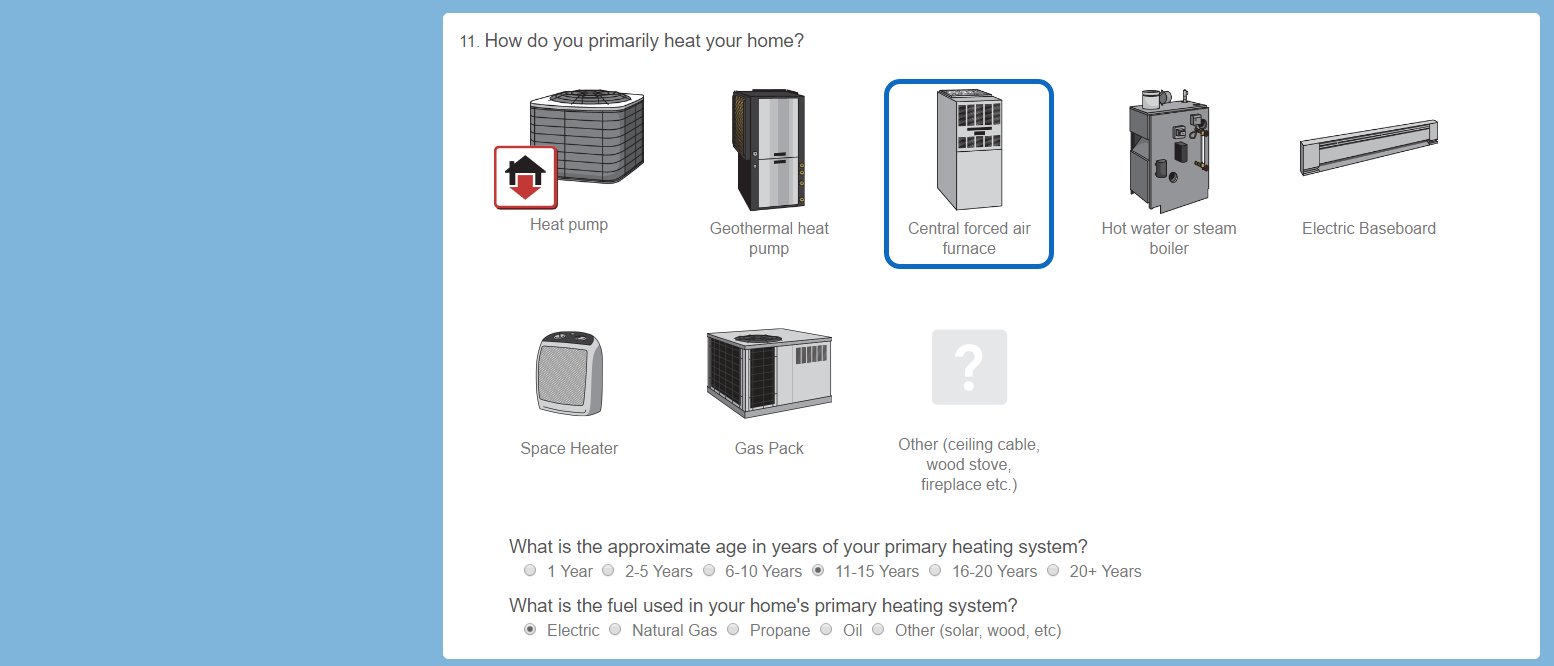 11. How do you primarily heat your home?
Heat pump
Geothermal heat
pump
Central forced air
furnace
Hot water or steam
boiler
Electric Baseboard
Space Heater
Gas Pack
?
Other (ceiling cable,
wood stove,
fireplace etc.)
What is the approximate age in years of your primary heating system?
1 Year 2-5 Years 6-10 Years 11-15 Years 16-20 Years 20+ Years
What is the fuel used in your home's primary heating system?
Electric Natural Gas Propane Oil Other (solar, wood, etc)